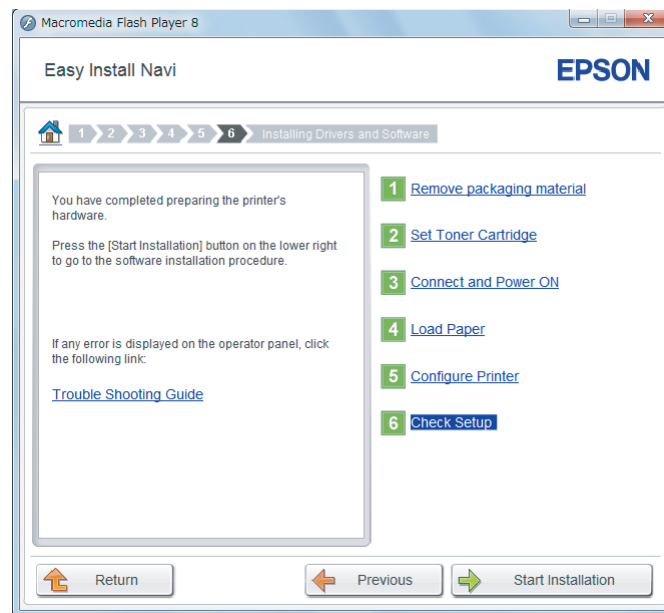 Macromedia Flash Player 8
Easy Install Navi
EPSON
1 2 3 4 5 6 Installing Drivers and Software
You have completed preparing the printer's
hardware.
Press the [Start Installation] button on the lower right
to go to the software installation procedure.
If any error is displayed on the operator panel, click
the following link:
Trouble Shooting Guide
1 Remove packaging material
2 Set Toner Cartridge
3 Connect and Power ON
4 Load Paper
5 Configure Printer
6 Check Setup
Return
Previous
Start Installation